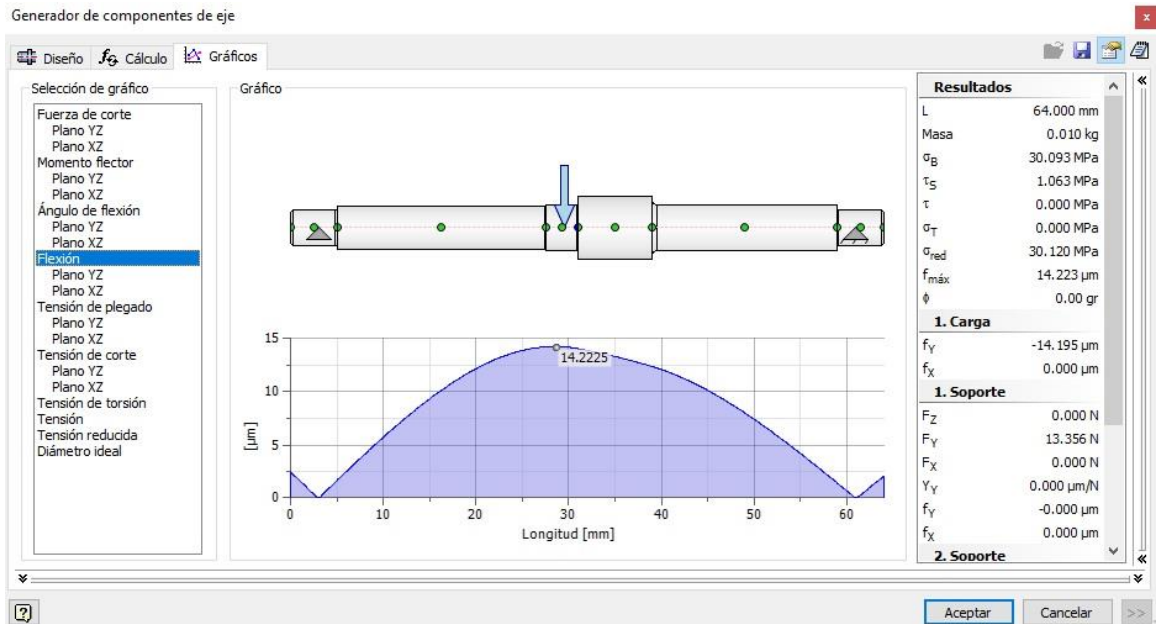 Generador de componentes de eje
x
Diseño
Cálculo
Gráficos
Selección de gráfico
Fuerza de corte
Plano YZ
Plano XZ
Momento flector
Plano YZ
Plano XZ
Ángulo de flexión
Plano YZ
Plano XZ
Flexión
Plano YZ
Plano XZ
Tensión de plegado
Plano YZ
Plano XZ
Tensión de corte
Plano YZ
Plano XZ
Tensión de torsión
Tensión
Tensión reducida
Diámetro ideal
Gráfico
14.2225
15
10
5
0
[µm]
0 10 20 30 40 50 60
Longitud [mm]
Resultados
L 64.000 mm
Masa 0.010 kg
σB 30.093 MPa
τS 1.063 MPa
τ 0.000 MPa
σT 0.000 MPa
σred 30.120 MPa
fmáx 14.223 µm
ϕ 0.00 gr
1. Carga
fY -14.195 µm
fX 0.000 µm
1. Soporte
FZ 0.000 N
FY 13.356 N
FX 0.000 N
YY 0.000 µm/N
fY -0.000 µm
fX 0.000 µm
2. Soporte
Aceptar
Cancelar
>>